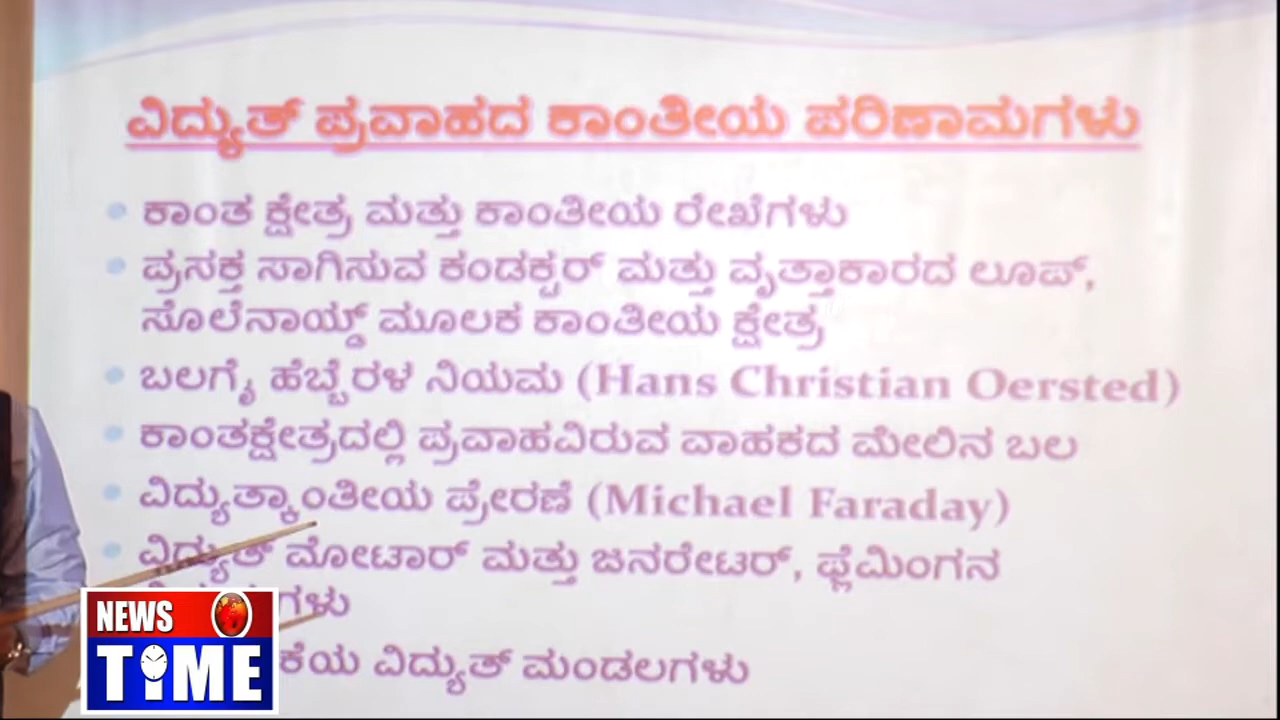 ವಿದ್ಯುತ್ ಪ್ರವಾಹದ ಕಾಂತೀಯ ಪರಿಣಾಮಗಳು
ಕಾಂತ ಕ್ಷೇತ್ರ ಮತ್ತು ಕಾಂತೀಯ ರೇಖೆಗಳು
ಪ್ರಸಕ್ತ ಸಾಗಿಸುವ ಕಂಡಕ್ಟರ್ ಮತ್ತು ವೃತ್ತಾಕಾರದ ಲೂಪ್,
ಸೊಲೆನಾಯ್ಡ್ ಮೂಲಕ ಕಾಂತೀಯ ಕ್ಷೇತ್ರ
ಬಲಗೈ ಹೆಬ್ಬೆರಳ ನಿಯಮ (Hans Christian Oersted)
ಕಾಂತಕ್ಷೇತ್ರದಲ್ಲಿ ಪ್ರವಾಹವಿರುವ ವಾಹಕದ ಮೇಲಿನ ಬಲ
ವಿದ್ಯುತ್ಕಾಂತೀಯ ಪ್ರೇರಣೆ (Michael Faraday)
ವಿದ್ಯುತ್ ಮೋಟಾರ್ ಮತ್ತು ಜನರೇಟರ್, ಫ್ಲೆಮಿಂಗನ
ವಿದ್ಯುತ್ ಮಂಡಲಗಳು
NEWS
TIME